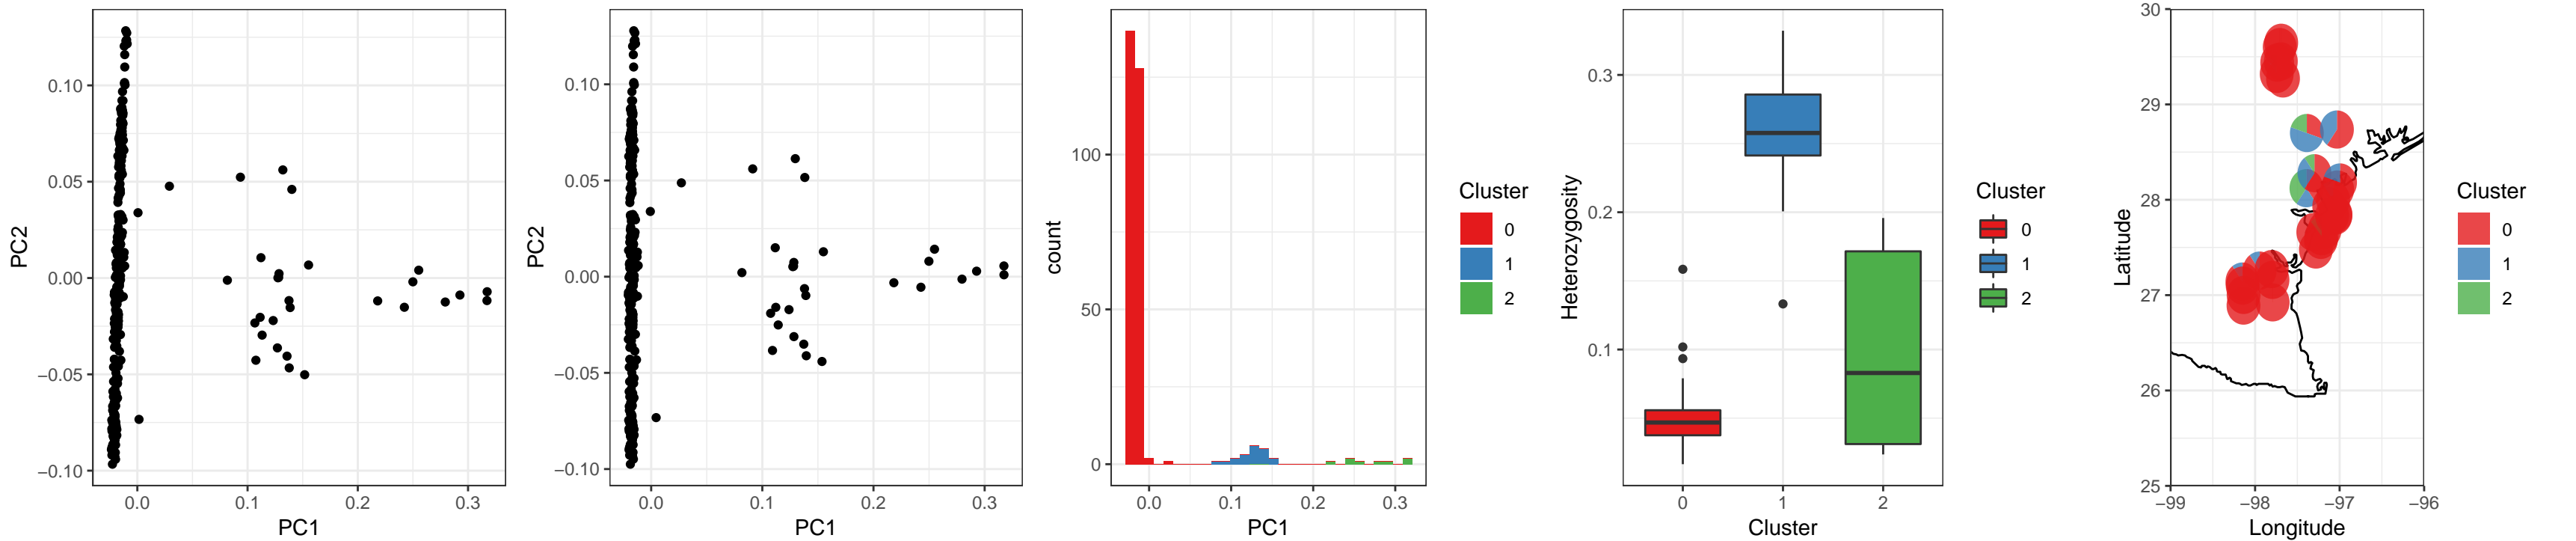 PC2
0.10
0.05
0.00
−0.05
−0.10
0.0 0.1 0.2 0.3
PC1
PC2
0.10
0.05
0.00
−0.05
−0.10
0.0 0.1 0.2 0.3
PC1
count
100
50
0
0.0 0.1 0.2 0.3
PC1
Cluster
0
1
2
Heterozygosity
0.3
0.2
0.1
0 1 2
Cluster
Cluster
0
1
2
Latitude
30
29
28
27
26
25
−99 −98 −97 −96
Longitude
Cluster
0
1
2